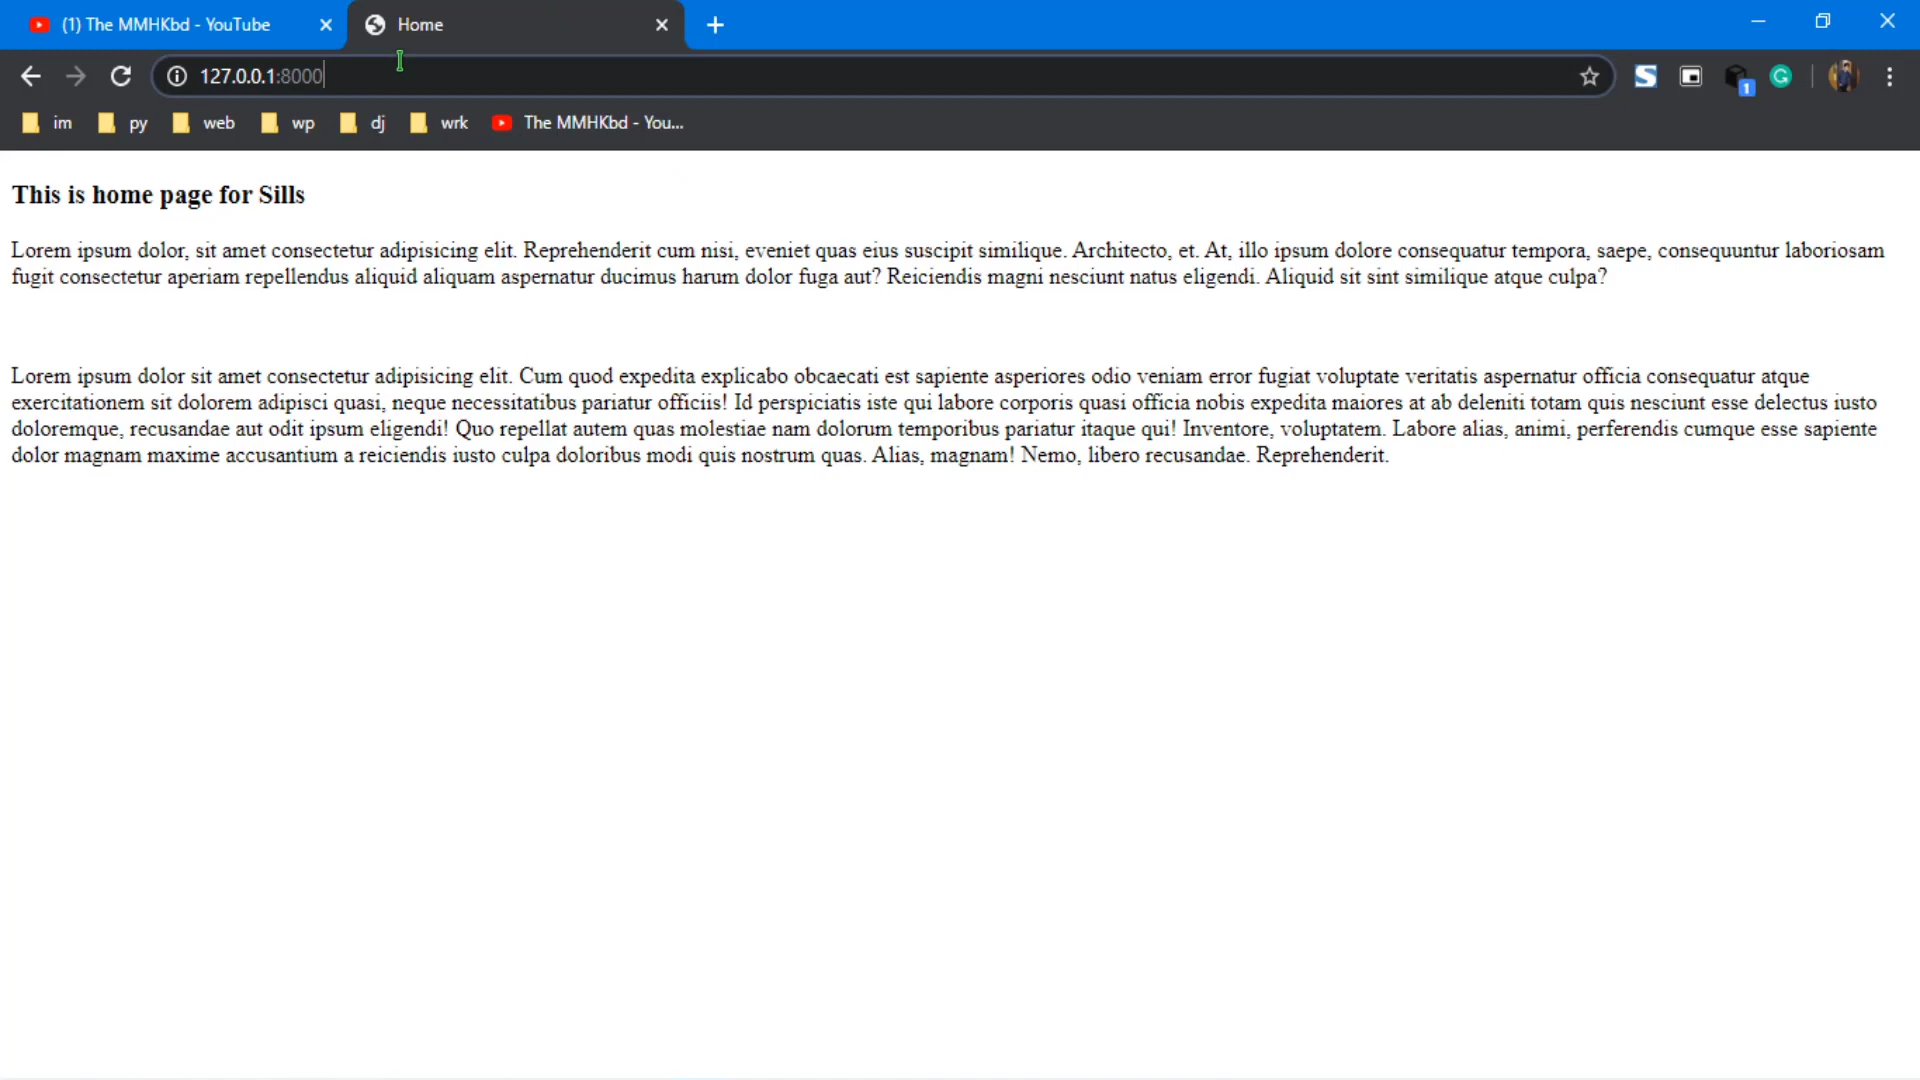 (1) The MMHKbd - YouTube
Home
127.0.0.1:8000
1
im
py
web
wp
dj
wrk
The MMHKbd - You...
This is home page for Sills
Lorem ipsum dolor, sit amet consectetur adipisicing elit. Reprehenderit cum nisi, eveniet quas eius suscipit similique. Architecto, et. At, illo ipsum dolore consequatur tempora, saepe, consequuntur laboriosam
fugit consectetur aperiam repellendus aliquid aliquam aspernatur ducimus harum dolor fuga aut? Reiciendis magni nesciunt natus eligendi. Aliquid sit sint similique atque culpa?
Lorem ipsum dolor sit amet consectetur adipisicing elit. Cum quod expedita explicabo obcaecati est sapiente asperiores odio veniam error fugiat voluptate veritatis aspernatur officia consequatur atque
exercitationem sit dolorem adipisci quasi, neque necessitatibus pariatur officiis! Id perspiciatis iste qui labore corporis quasi officia nobis expedita maiores at ab deleniti totam quis nesciunt esse delectus iusto
doloremque, recusandae aut odit ipsum eligendi! Quo repellat autem quas molestiae nam dolorum temporibus pariatur itaque qui! Inventore, voluptatem. Labore alias, animi, perferendis cumque esse sapiente
dolor magnam maxime accusantium a reiciendis iusto culpa doloribus modi quis nostrum quas. Alias, magnam! Nemo, libero recusandae. Reprehenderit.